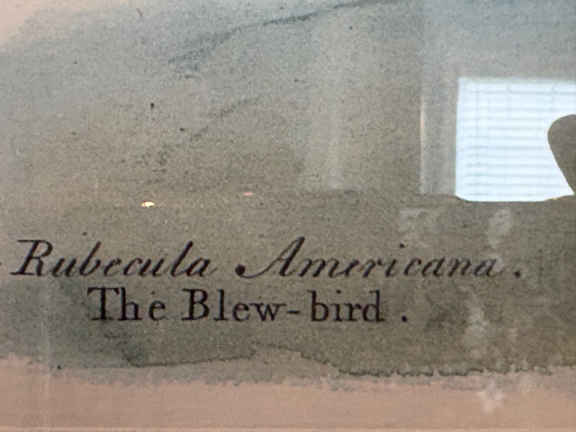 Rubecula Americana.
The Blew-bird.